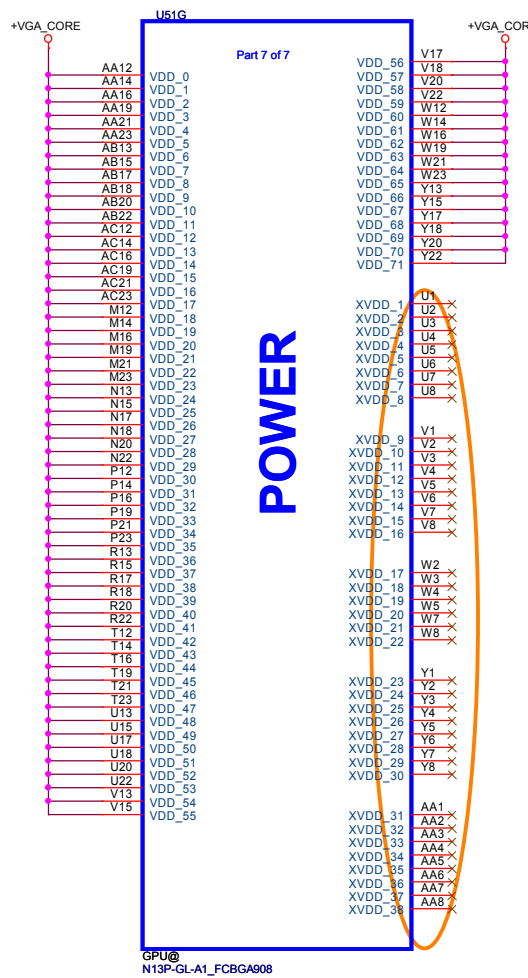 U51G
+VGA_CORE
+VGA_COR
Part 7 of 7
AA12 VDD_0
AA14 VDD_1
AA16 VDD_2
AA19 VDD_3
AA21 VDD_4
AA23 VDD_5
AB13 VDD_6
AB15 VDD_7
AB17 VDD_8
AB18 VDD_9
AB20 VDD_10
AB22 VDD_11
AC12 VDD_12
AC14 VDD_13
AC16 VDD_14
AC19 VDD_15
AC21 VDD_16
AC23 VDD_17
M12 VDD_18
M14 VDD_19
M16 VDD_20
M19 VDD_21
M21 VDD_22
M23 VDD_23
N13 VDD_24
N15 VDD_25
N17 VDD_26
N18 VDD_27
N20 VDD_28
N22 VDD_29
P12 VDD_30
P14 VDD_31
P16 VDD_32
P19 VDD_33
P21 VDD_34
P23 VDD_35
R13 VDD_36
R15 VDD_37
R17 VDD_38
R18 VDD_39
R20 VDD_40
R22 VDD_41
T12 VDD_42
T14 VDD_43
T16 VDD_44
T19 VDD_45
T21 VDD_46
T23 VDD_47
U13 VDD_48
U15 VDD_49
U17 VDD_50
U18 VDD_51
U20 VDD_52
U22 VDD_53
V13 VDD_54
V15 VDD_55
POWER
VDD_56 V17
VDD_57 V18
VDD_58 V20
VDD_59 V22
VDD_60 W12
VDD_61 W14
VDD_62 W16
VDD_63 W19
VDD_64 W21
VDD_65 W23
VDD_66 Y13
VDD_67 Y15
VDD_68 Y17
VDD_69 Y18
VDD_70 Y20
VDD_71 Y22
XVDD_1 U1
XVDD_2 U2
XVDD_3 U3
XVDD_4 U4
XVDD_5 U5
XVDD_6 U6
XVDD_7 U7
XVDD_8 U8
XVDD_9 V1
XVDD_10 V2
XVDD_11 V3
XVDD_12 V4
XVDD_13 V5
XVDD_14 V6
XVDD_15 V7
XVDD_16 V8
XVDD_17 W2
XVDD_18 W3
XVDD_19 W4
XVDD_20 W5
XVDD_21 W7
XVDD_22 W8
XVDD_23 Y1
XVDD_24 Y2
XVDD_25 Y3
XVDD_26 Y4
XVDD_27 Y5
XVDD_28 Y6
XVDD_29 Y7
XVDD_30 Y8
XVDD_31 AA1
XVDD_32 AA2
XVDD_33 AA3
XVDD_34 AA4
XVDD_35 AA5
XVDD_36 AA6
XVDD_37 AA7
XVDD_38 AA8
GPU@
N13P-GL-A1_FCBGA908